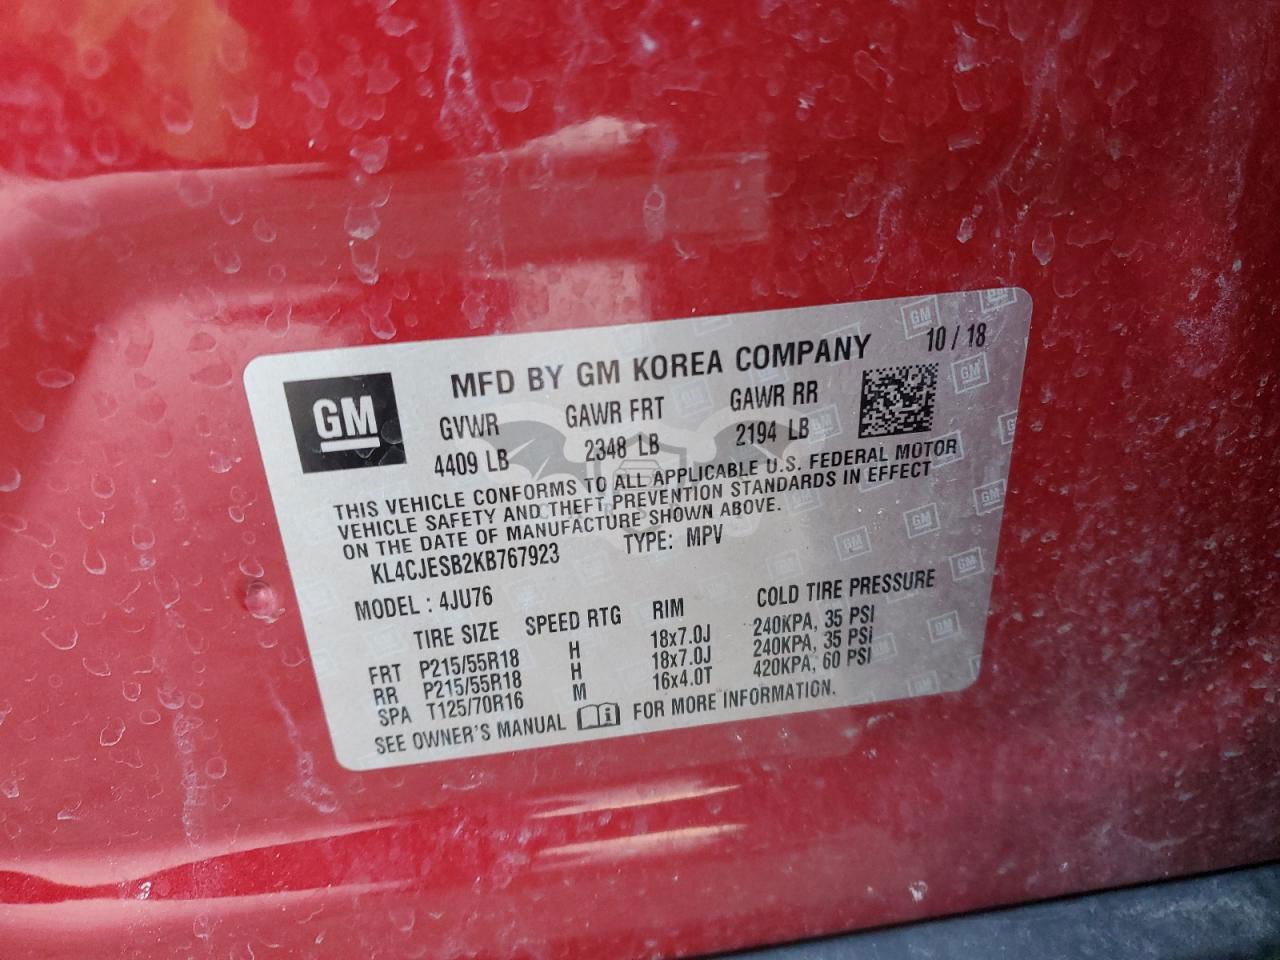 MFD BY GM KOREA COMPANY 10 / 18
GM
GVWR GAWR FRT GAWR RR
4409 LB 2348 LB 2194 LB
THIS VEHICLE CONFORMS TO ALL APPLICABLE U.S. FEDERAL MOTOR
VEHICLE SAFETY AND THEFT PREVENTION STANDARDS IN EFFECT
ON THE DATE OF MANUFACTURE SHOWN ABOVE.
KL4CJESB2KB767923 TYPE: MPV
MODEL : 4JU76
TIRE SIZE SPEED RTG RIM COLD TIRE PRESSURE
FRT P215/55R18 H 18x7.0J 240KPA, 35 PSI
RR P215/55R18 H 18x7.0J 240KPA, 35 PSI
SPA T125/70R16 M 16x4.0T 420KPA, 60 PSI
SEE OWNER'S MANUAL FOR MORE INFORMATION.